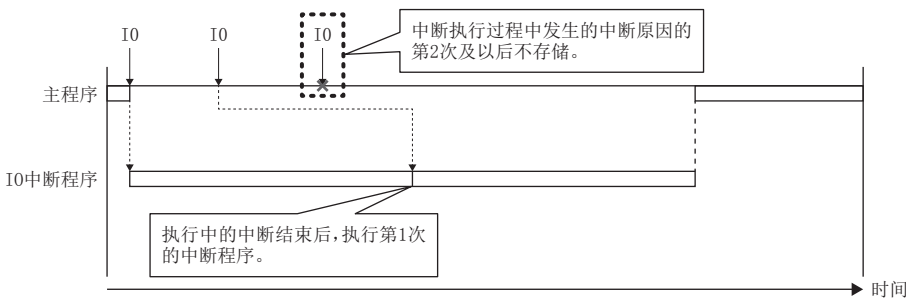 I0
I0
I0
中断执行过程中发生的中断原因的
第2次及以后不存储。
主程序
I0中断程序
执行中的中断结束后,执行第1次
的中断程序。
时间